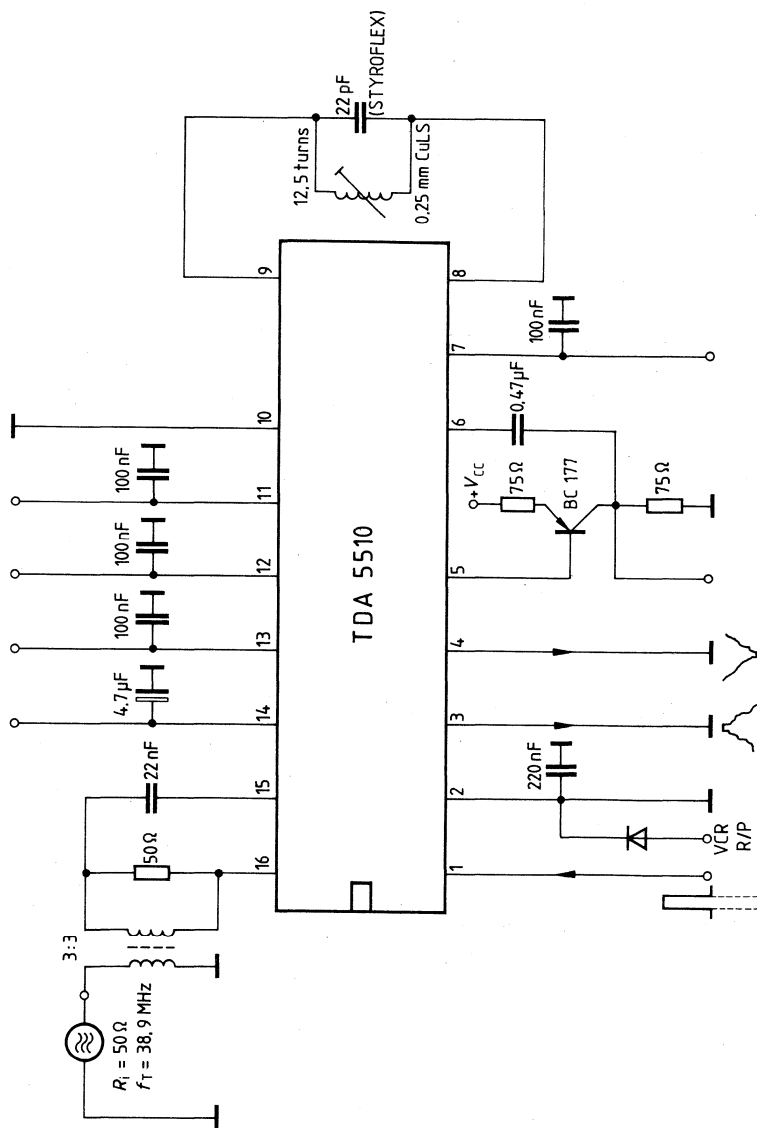 R_i = 50 Ω
f_T = 38,9 MHz
3:3
50 Ω
22 nF
4,7 µF
100 nF
100 nF
100 nF
16
15
14
13
12
11
10
9
TDA 5510
1
2
3
4
5
6
7
8
12,5 turns
22 pF
(STYROFLEX)
0,25 mm CuLS
VCR
R/P
220 nF
+V_CC
75 Ω
BC 177
75 Ω
0,47 µF
100 nF